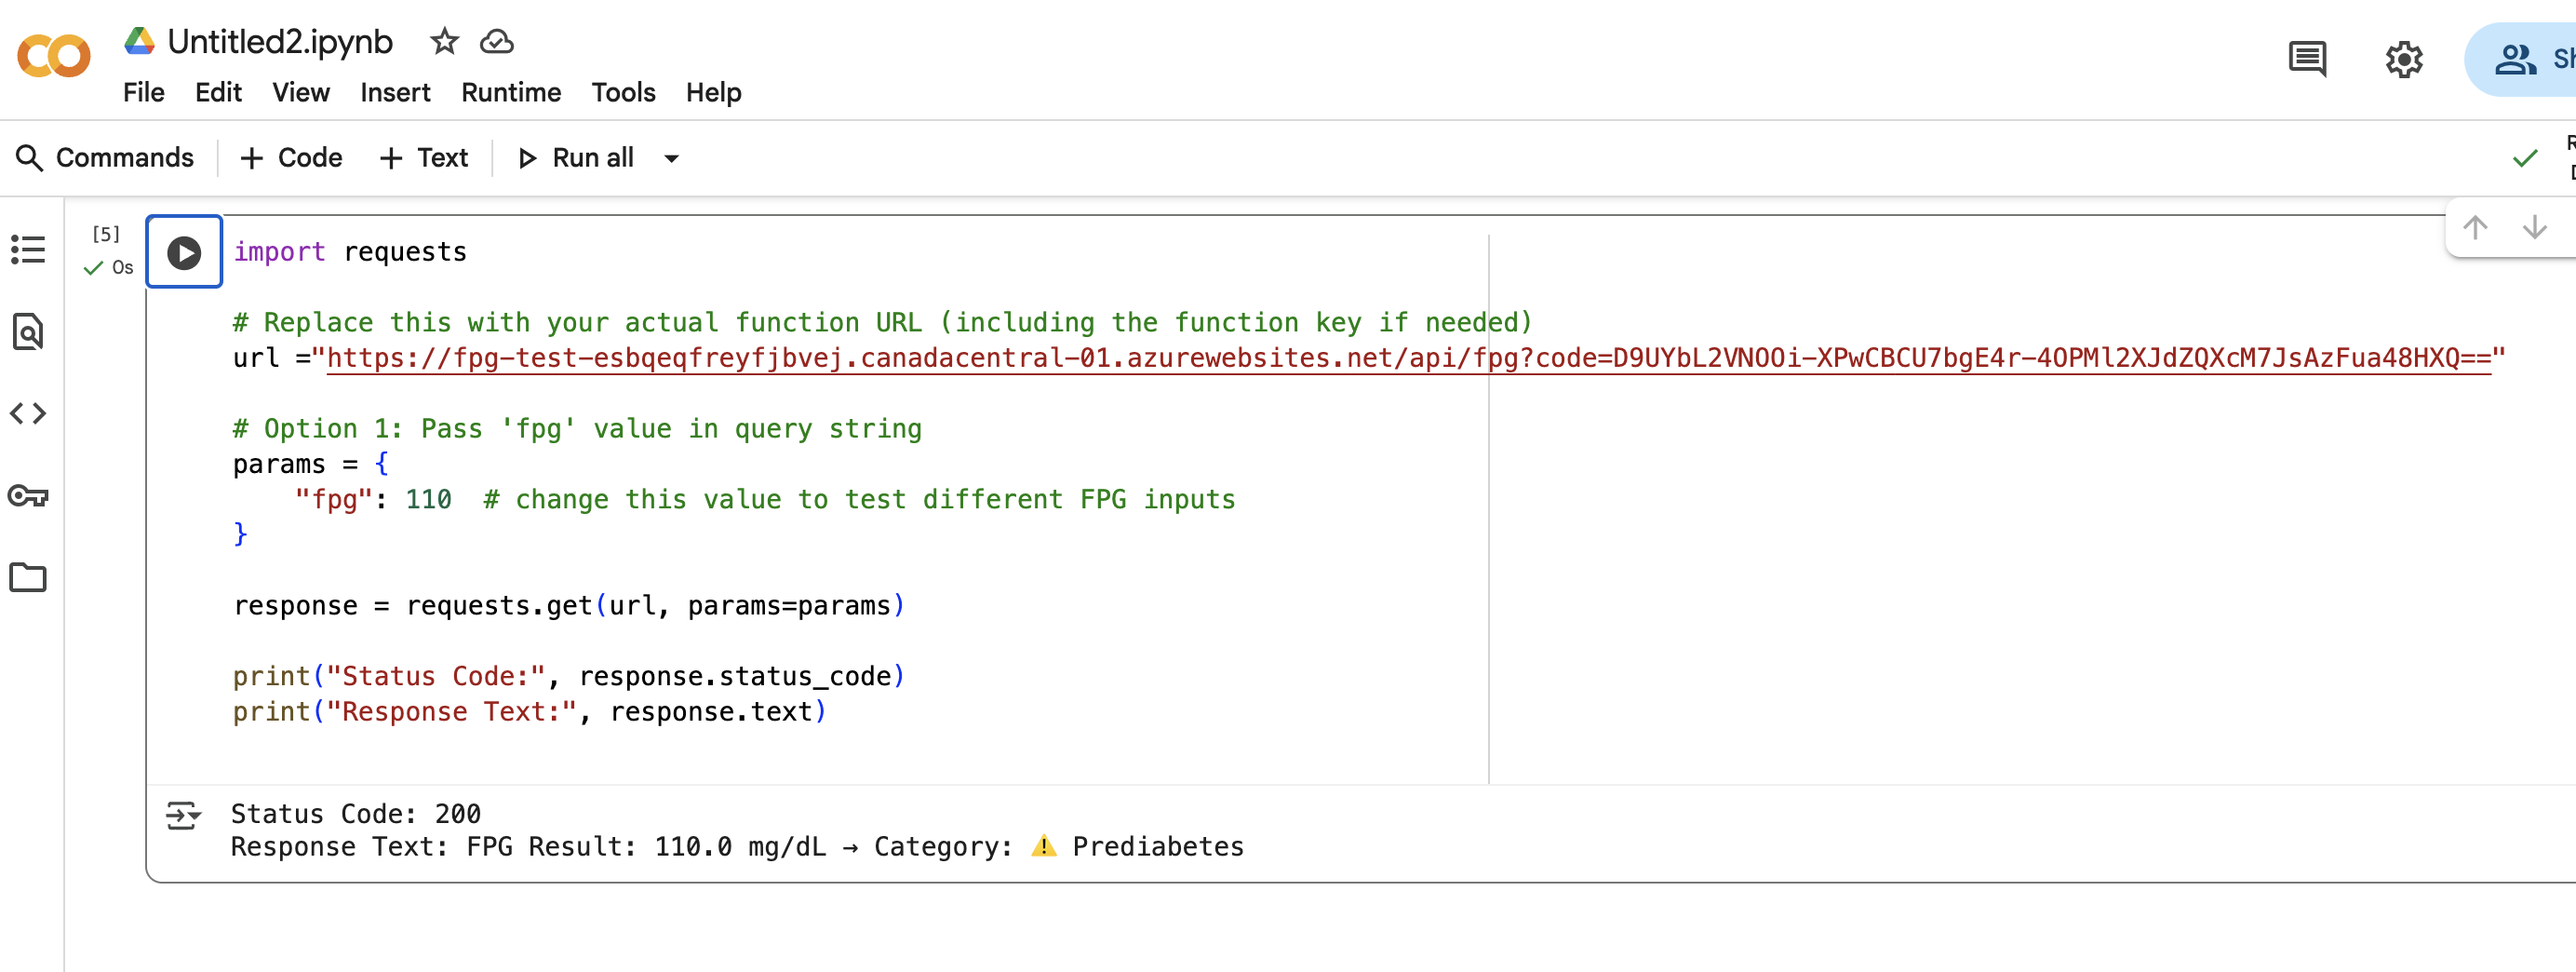 Untitled2.ipynb
File Edit View Insert Runtime Tools Help
Commands + Code + Text Run all
[5]
0s
import requests
# Replace this with your actual function URL (including the function key if needed)
url ="https://fpg-test-esbqeqfreyfjbvej.canadacentral-01.azurewebsites.net/api/fpg?code=D9UYbL2VNOOi-XPwCBCU7bgE4r-4OPMl2XJdZQXcM7JsAzFua48HXQ=="
# Option 1: Pass 'fpg' value in query string
params = {
"fpg": 110  # change this value to test different FPG inputs
}
response = requests.get(url, params=params)
print("Status Code:", response.status_code)
print("Response Text:", response.text)
Status Code: 200
Response Text: FPG Result: 110.0 mg/dL → Category: ⚠️ Prediabetes